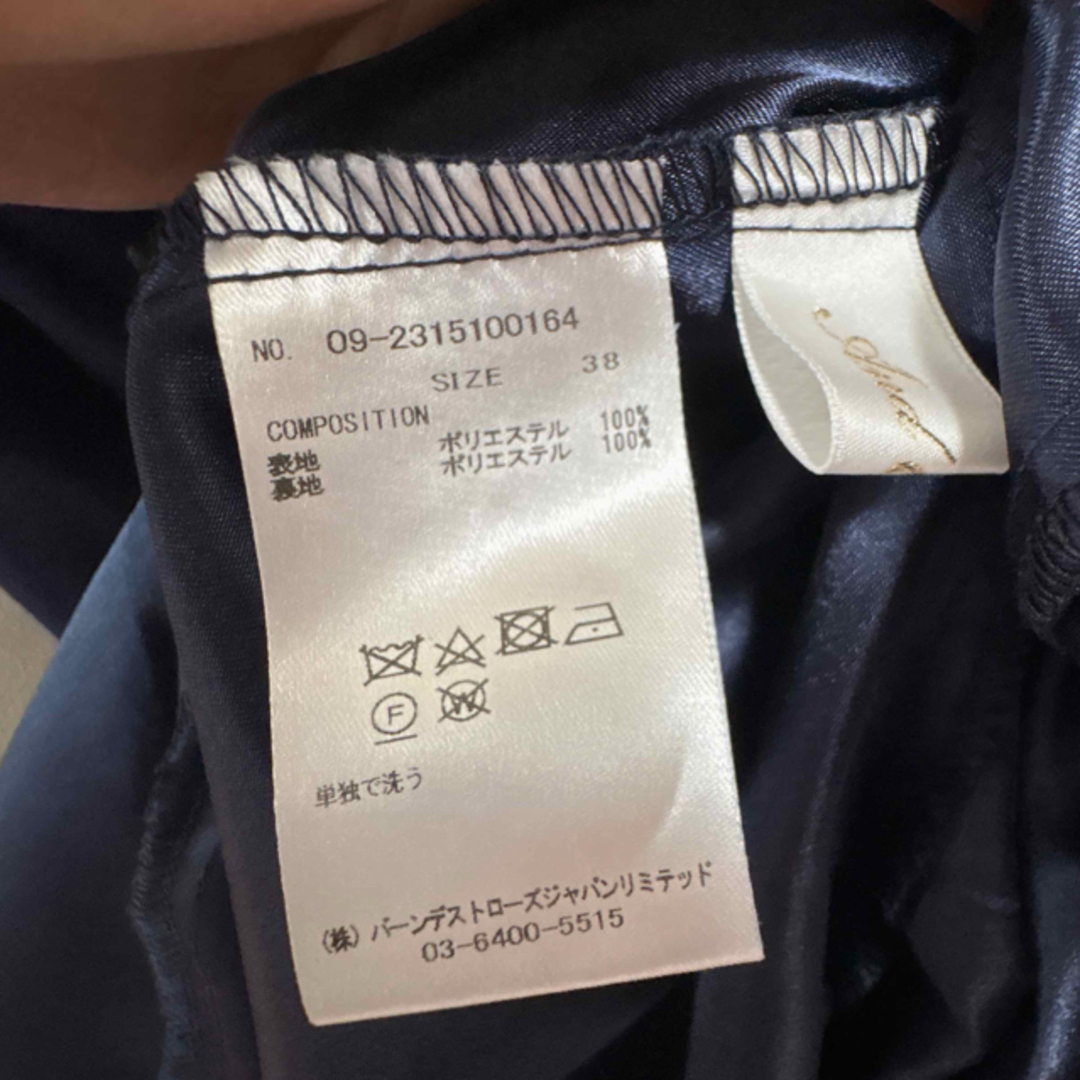 NO. 09-2315100164
SIZE 38
COMPOSITION
表地 ポリエステル 100%
裏地 ポリエステル 100%
F
W
単独で洗う
(株) バーンデストローズジャパンリミテッド
03-6400-5515